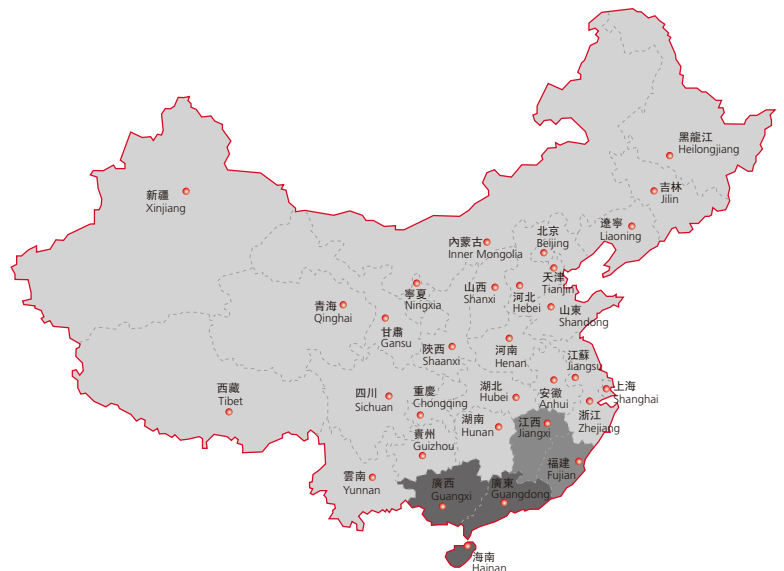 黑龍江
Heilongjiang
吉林
Jilin
新疆
Xinjiang
遼寧
Liaoning
北京
Beijing
內蒙古
Inner Mongolia
天津
Tianjin
山西
Shanxi
河北
Hebei
寧夏
Ningxia
青海
Qinghai
山東
Shandong
甘肅
Gansu
陝西
Shaanxi
河南
Henan
江蘇
Jiangsu
上海
Shanghai
西藏
Tibet
四川
Sichuan
重慶
Chongqing
湖北
Hubei
安徽
Anhui
浙江
Zhejiang
湖南
Hunan
江西
Jiangxi
貴州
Guizhou
福建
Fujian
雲南
Yunnan
廣西
Guangxi
廣東
Guangdong
海南
Hainan